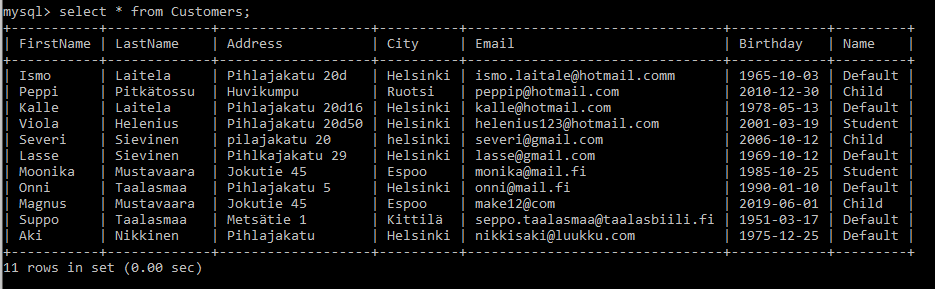 mysql> select * from Customers;
+-----------+-------------+-----------------+----------+-----------------------------+------------+---------+
| FirstName | LastName    | Address         | City     | Email                       | Birthday   | Name    |
+-----------+-------------+-----------------+----------+-----------------------------+------------+---------+
| Ismo      | Laitela     | Pihlajakatu 20d | Helsinki | ismo.laitale@hotmail.comm   | 1965-10-03 | Default |
| Peppi     | Pitkätossu  | Huvikumpu       | Ruotsi   | peppip@hotmail.com          | 2010-12-30 | Child   |
| Kalle     | Laitela     | Pihlajakatu 20d16 | Helsinki | kalle@hotmail.com         | 1978-05-13 | Default |
| Viola     | Helenius    | Pihlajakatu 20d50 | Helsinki | helenius123@hotmail.com   | 2001-03-19 | Student |
| Severi    | Sievinen    | pilajakatu 20   | helsinki | severi@gmail.com            | 2006-10-12 | Child   |
| Lasse     | Sievinen    | Pihlkajakatu 29 | Helsinki | lasse@gmail.com             | 1969-10-12 | Default |
| Moonika   | Mustavaara  | Jokutie 45      | Espoo    | monika@mail.fi              | 1985-10-25 | Student |
| Onni      | Taalasmaa   | Pihlajakatu 5   | Helsinki | onni@mail.fi                | 1990-01-10 | Default |
| Magnus    | Mustavaara  | Jokutie 45      | Espoo    | make12@com                  | 2019-06-01 | Child   |
| Suppo     | Taalasmaa   | Metsätie 1      | Kittilä  | seppo.taalasmaa@taalasbiili.fi | 1951-03-17 | Default |
| Aki       | Nikkinen    | Pihlajakatu     | Helsinki | nikkisaki@luukku.com        | 1975-12-25 | Default |
+-----------+-------------+-----------------+----------+-----------------------------+------------+---------+
11 rows in set (0.00 sec)